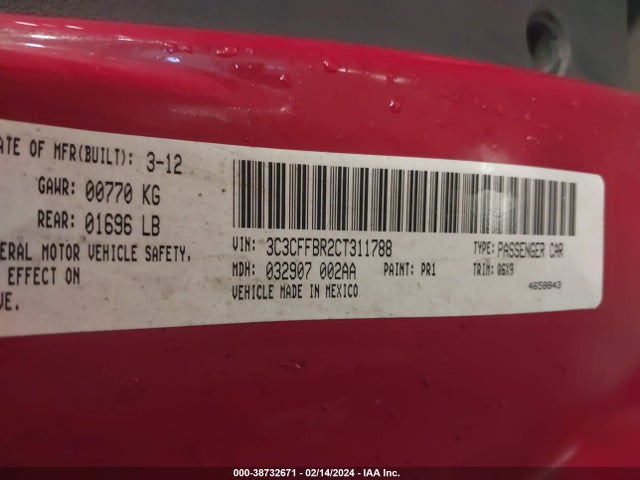 ATE OF MFR(BUILT): 3-12
GAWR: 00770 KG
REAR: 01696 LB
ERAL MOTOR VEHICLE SAFETY,
EFFECT ON
VE.
VIN: 3C3CFFBR2CT311788 TYPE: PASSENGER CAR
MDH: 032907 002AA PAINT: PR1 TRIM: Q6X9
VEHICLE MADE IN MEXICO 4658843
000-38732671 - 02/14/2024 - IAA Inc.